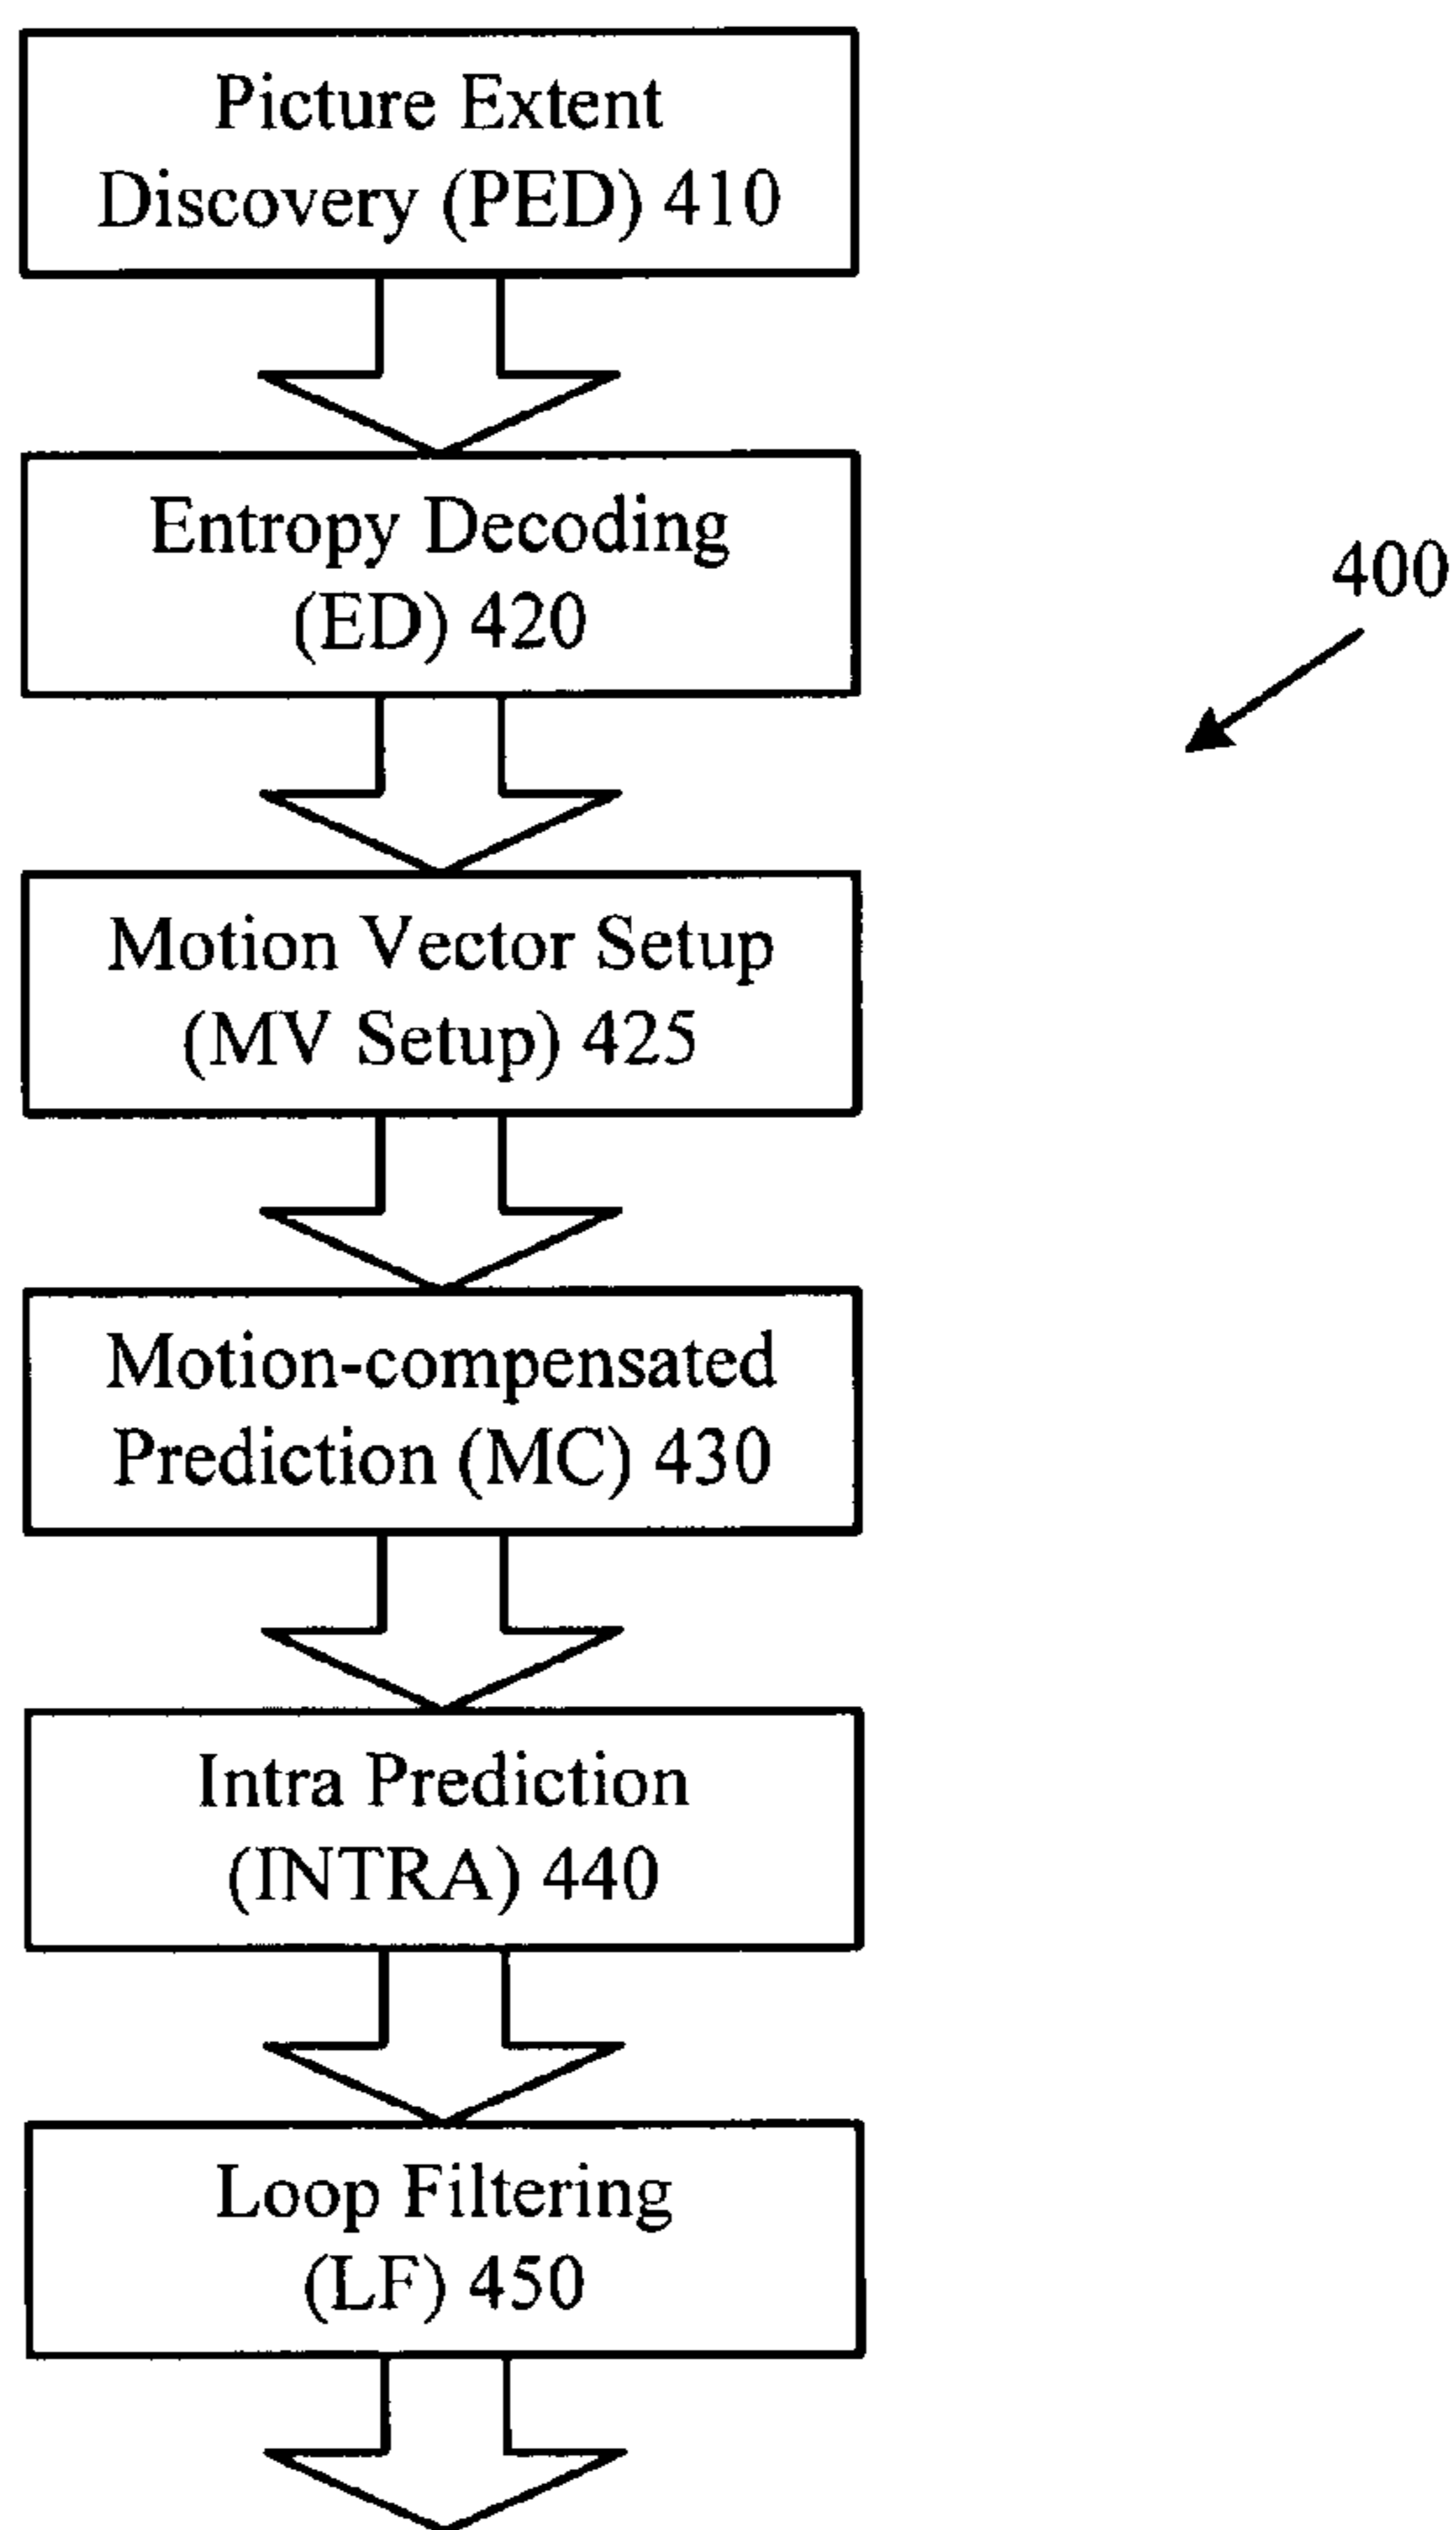 Picture Extent
Discovery (PED) 410
Entropy Decoding
(ED) 420
400
Motion Vector Setup
(MV Setup) 425
Motion-compensated
Prediction (MC) 430
Intra Prediction
(INTRA) 440
Loop Filtering
(LF) 450